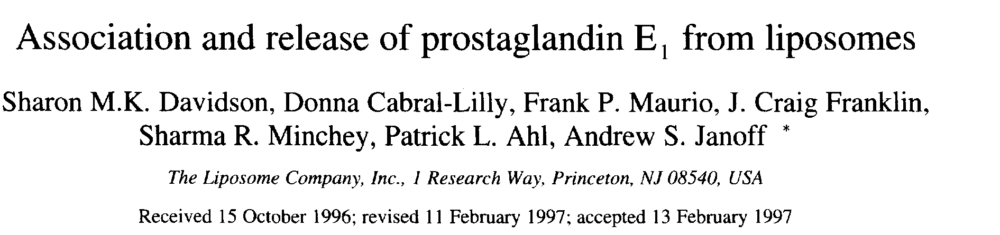 Association and release of prostaglandin E₁ from liposomes
Sharon M.K. Davidson, Donna Cabral-Lilly, Frank P. Maurio, J. Craig Franklin,
Sharma R. Minchey, Patrick L. Ahl, Andrew S. Janoff *
The Liposome Company, Inc., 1 Research Way, Princeton, NJ 08540, USA
Received 15 October 1996; revised 11 February 1997; accepted 13 February 1997